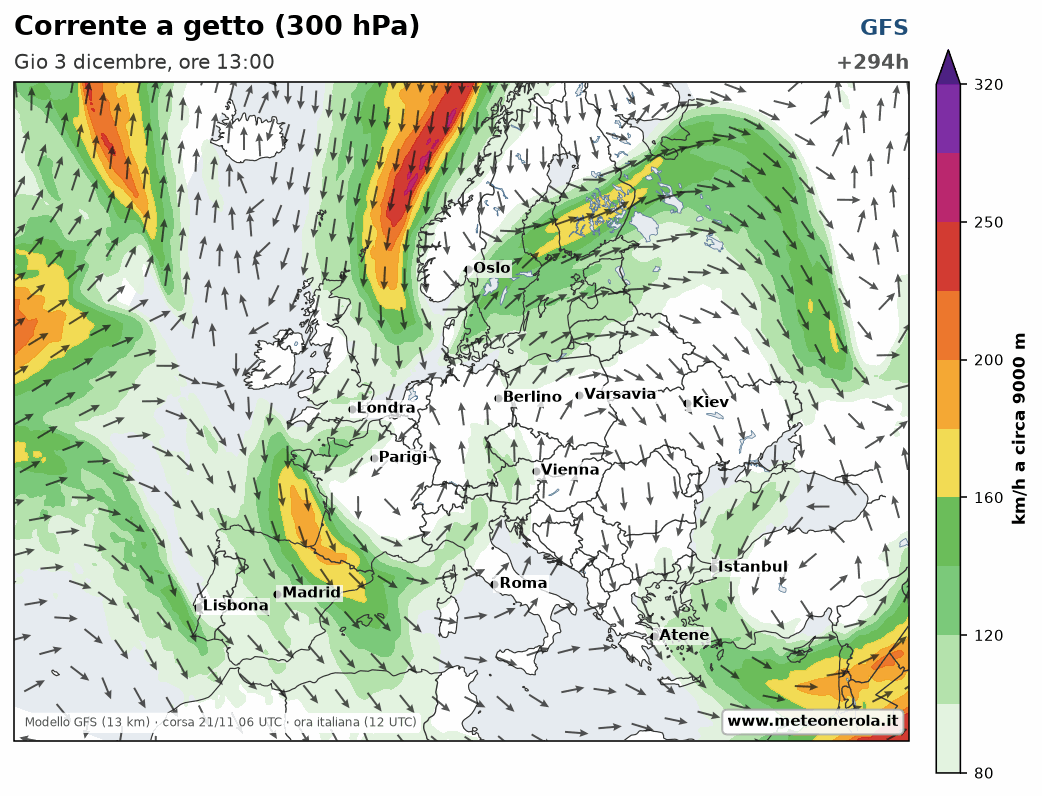 Corrente a getto (300 hPa)
GFS
Gio 3 dicembre, ore 13:00
+294h
320
250
200
160
120
80
km/h a circa 9000 m
Oslo
Londra
Berlino
Varsavia
Kiev
Parigi
Vienna
Istanbul
Roma
Madrid
Lisbona
Atene
Modello GFS (13 km) · corsa 21/11 06 UTC · ora italiana (12 UTC)
www.meteonerola.it